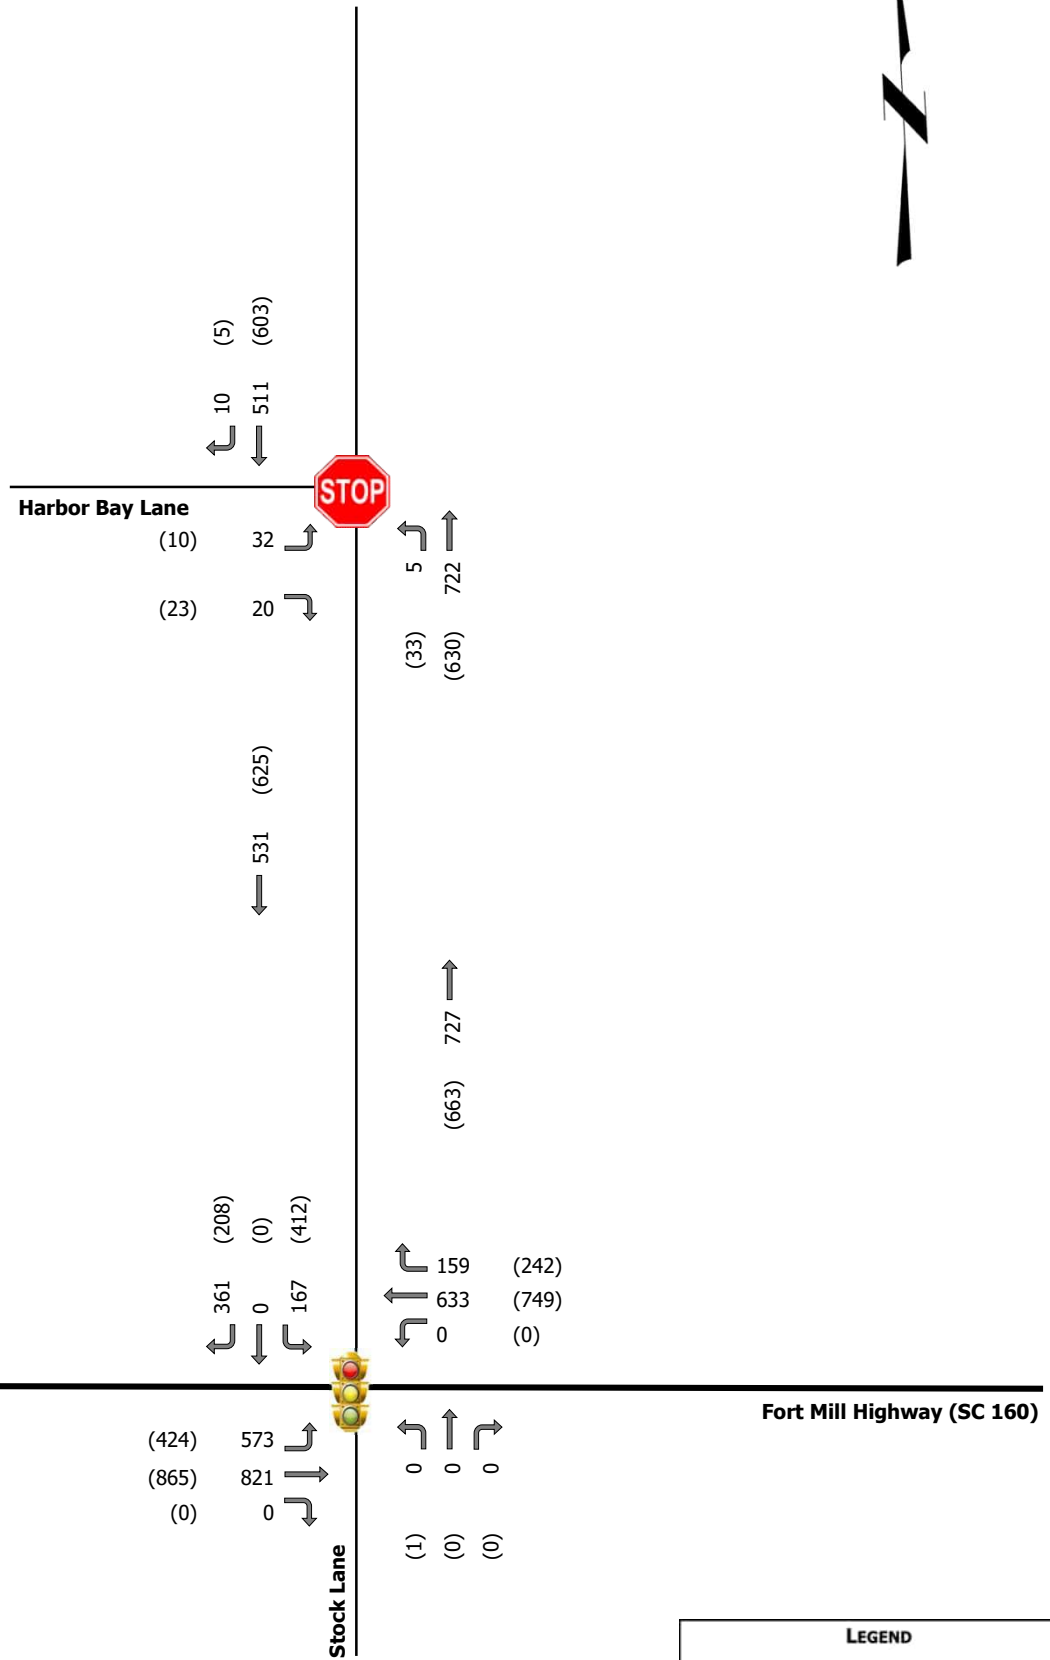 (5) (603)
10 511
STOP
Harbor Bay Lane
(10) 32
5 722
(23) 20
(33) (630)
(625)
531
727
(663)
(208) (0) (412)
361 0 167
159 (242)
633 (749)
0 (0)
Fort Mill Highway (SC 160)
(424) 573
(865) 821
(0) 0
0 0 0
(1) (0) (0)
Stock Lane
LEGEND